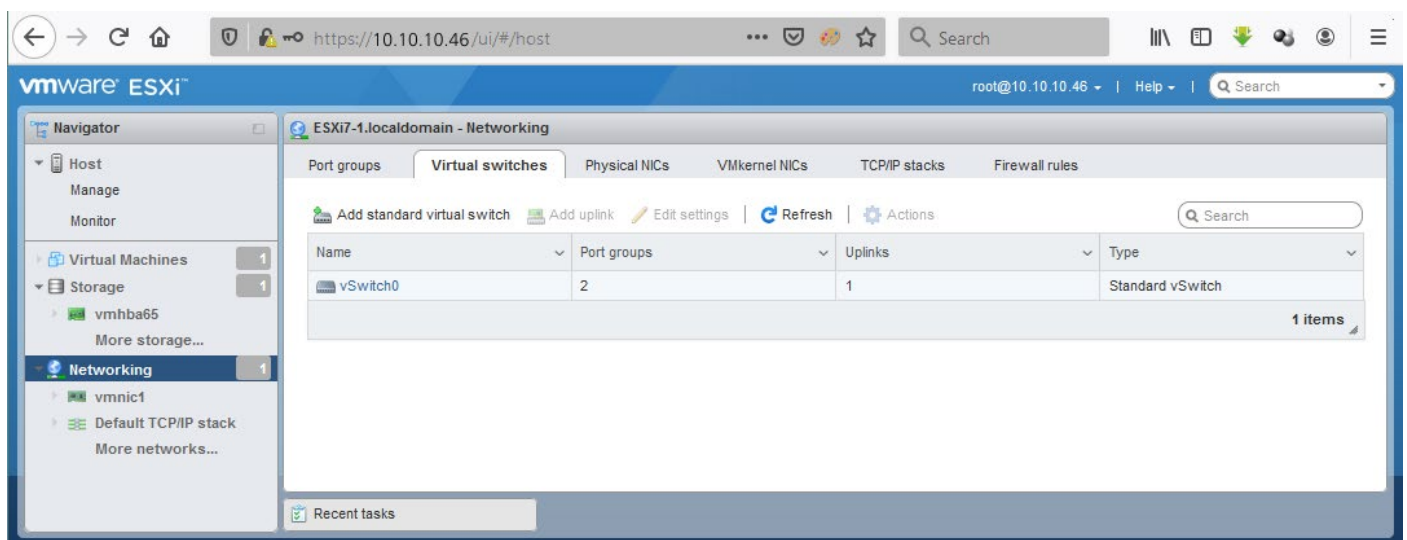 https://10.10.10.46/ui/#/host
Search
vmware ESXi™
root@10.10.10.46 | Help | Search
Navigator
Host
Manage
Monitor
Virtual Machines 1
Storage 1
vmhba65
More storage...
Networking 1
vmnic1
Default TCP/IP stack
More networks...
ESXi7-1.localdomain - Networking
Port groups Virtual switches Physical NICs VMkernel NICs TCP/IP stacks Firewall rules
Add standard virtual switch Add uplink Edit settings | Refresh | Actions Search
Name Port groups Uplinks Type
vSwitch0 2 1 Standard vSwitch
1 items
Recent tasks